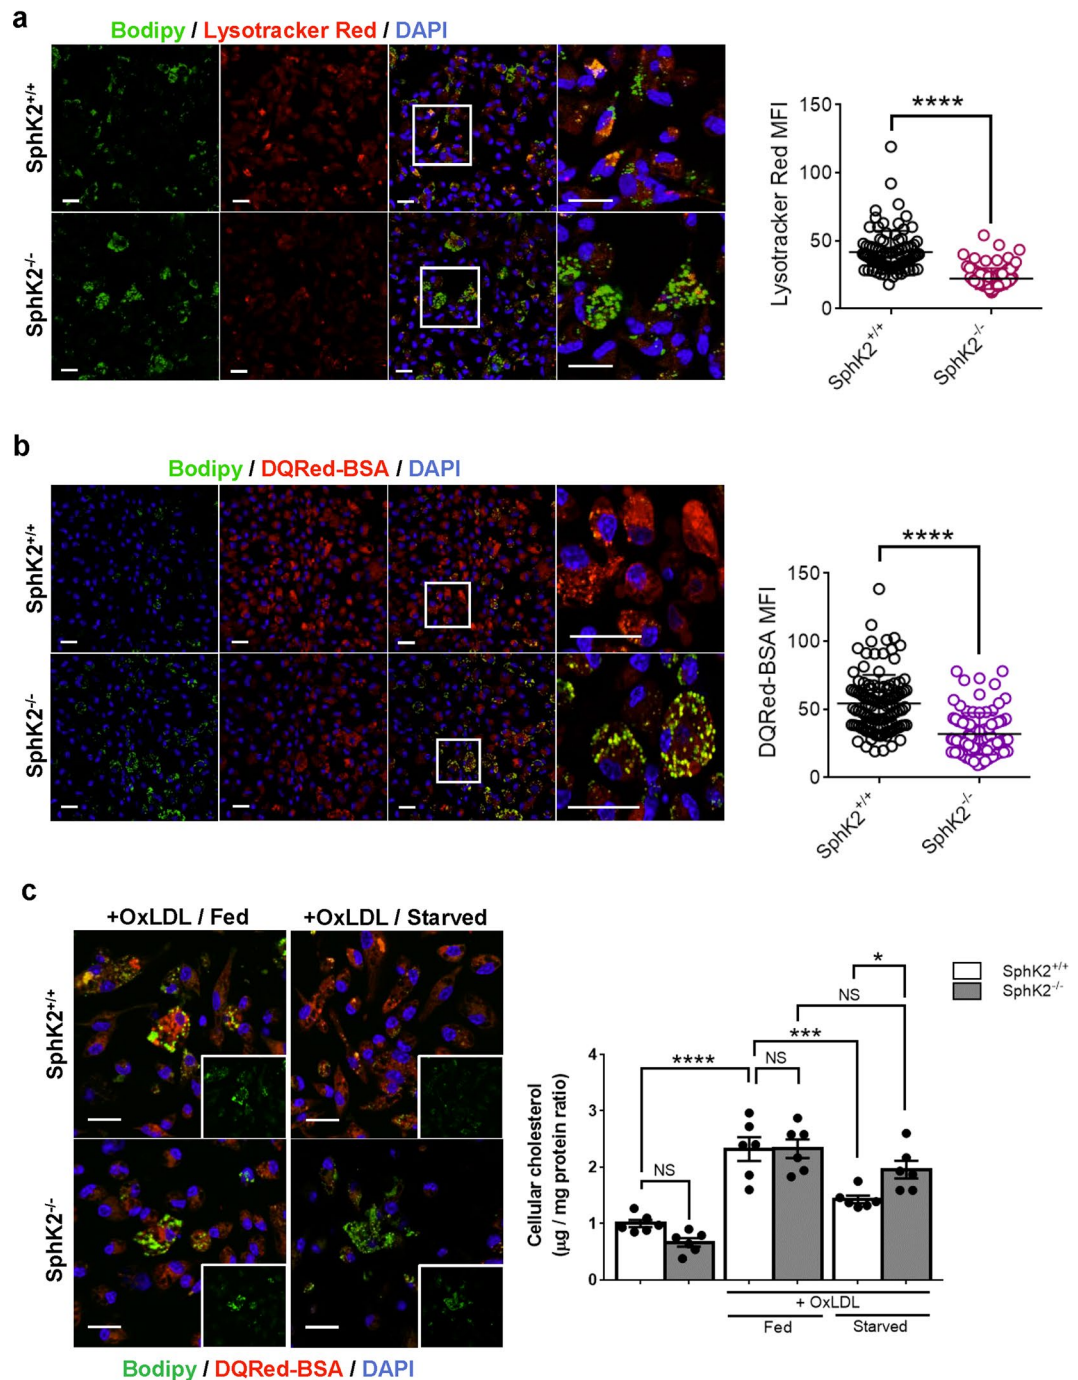 a
Bodipy / Lysotracker Red / DAPI
SphK2+/+
SphK2-/-
Lysotracker Red MFI
150
100
50
0
****
SphK2+/+
SphK2-/-
b
Bodipy / DQRed-BSA / DAPI
SphK2+/+
SphK2-/-
DQRed-BSA MFI
150
100
50
0
****
SphK2+/+
SphK2-/-
c
+OxLDL / Fed
+OxLDL / Starved
SphK2+/+
SphK2-/-
Bodipy / DQRed-BSA / DAPI
Cellular cholesterol
(µg / mg protein ratio)
4
3
2
1
0
NS
****
NS
***
NS
*
SphK2+/+
SphK2-/-
+ OxLDL
Fed
Starved